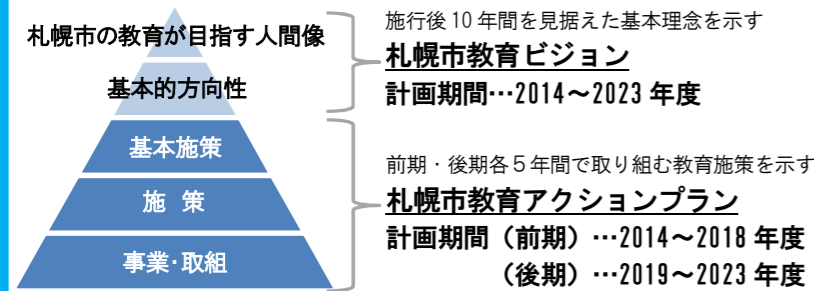 札幌市の教育が目指す人間像
基本的方向性
基本施策
施 策
事業・取組
施行後10年間を見据えた基本理念を示す
札幌市教育ビジョン
計画期間…2014～2023年度
前期・後期各５年間で取り組む教育施策を示す
札幌市教育アクションプラン
計画期間（前期）…2014～2018年度
（後期）…2019～2023年度